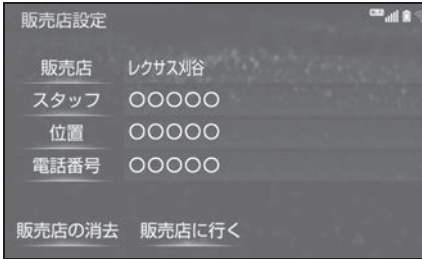 販売店設定
販売店 レクサス刈谷
スタッフ ○○○○○
位置 ○○○○○
電話番号 ○○○○○
販売店の消去 販売店に行く